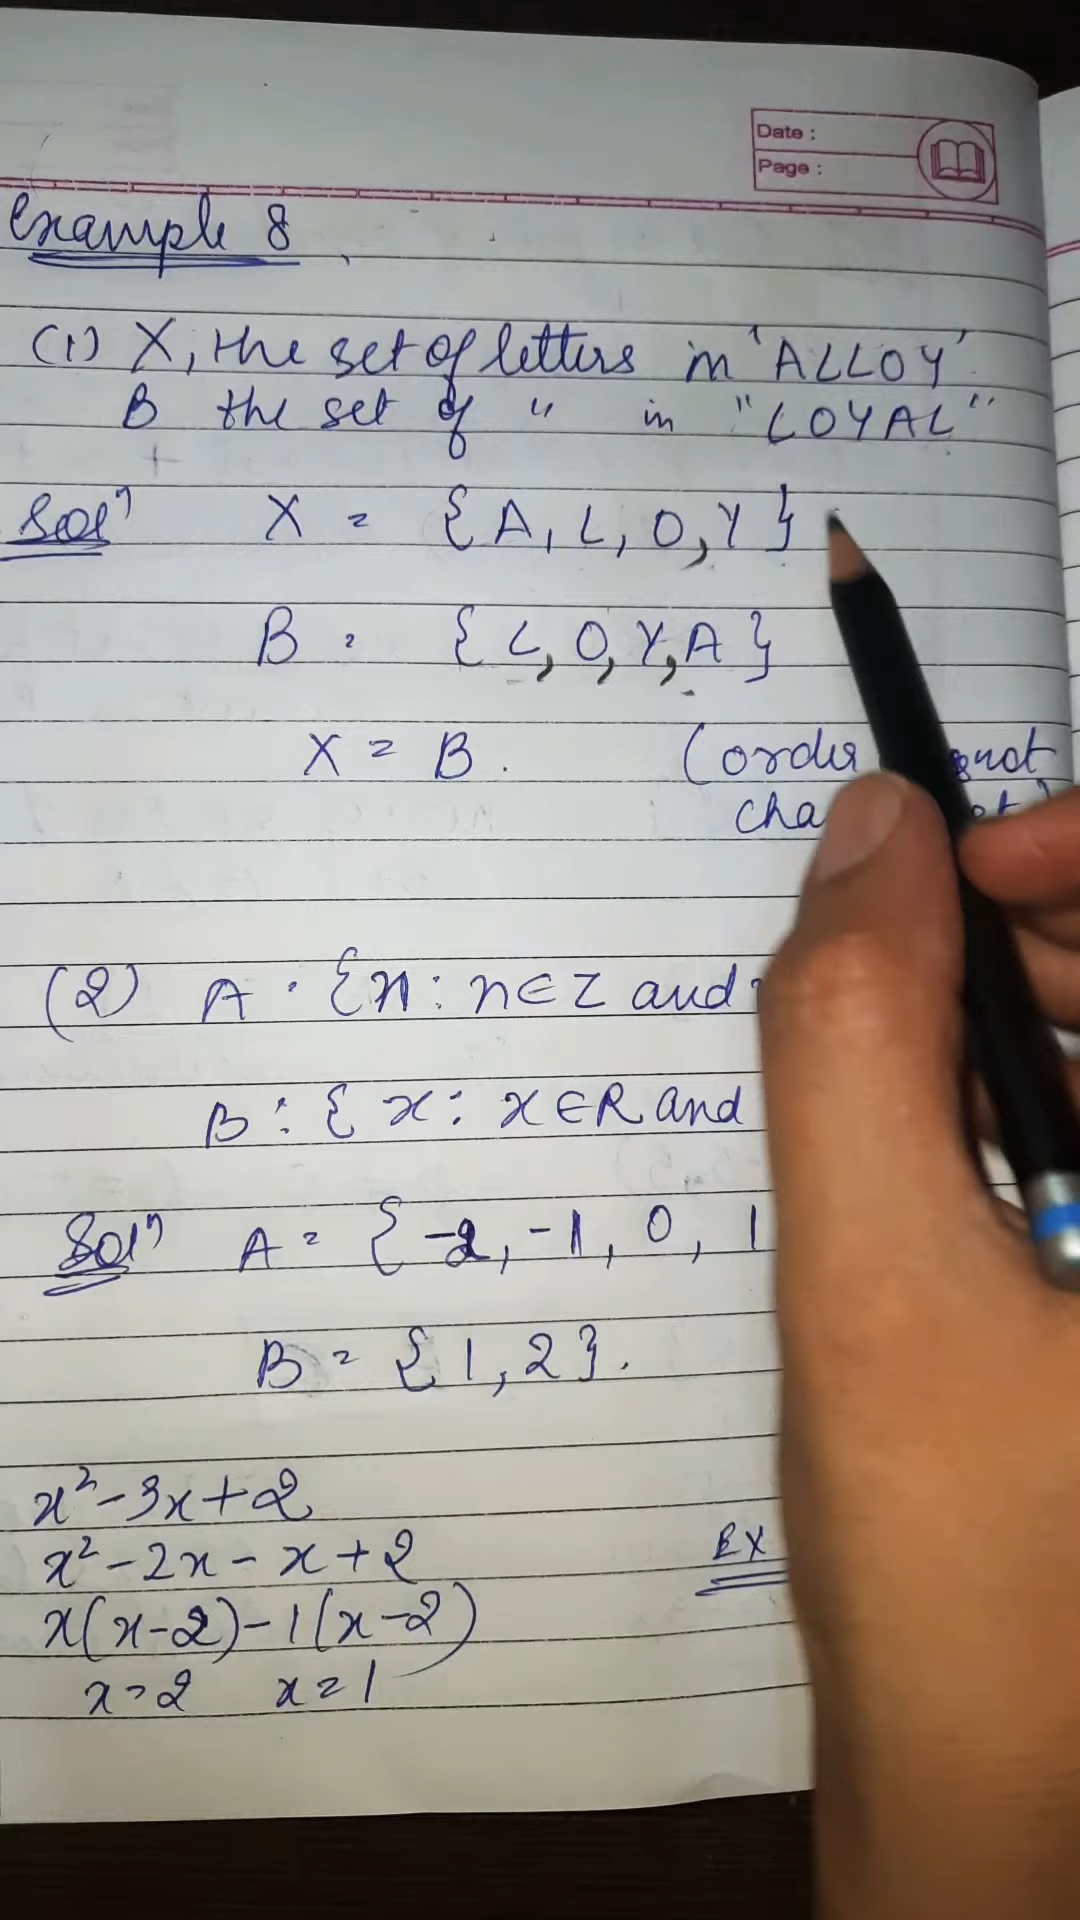 Date :
Page :
Example 8
(1) X, the set of letters in 'ALLOY'
B the set of " in "LOYAL"
Solⁿ X = {A, L, O, Y}
B = {L, O, Y, A}
X = B. (order not
(2) A = {n : n ∈ Z and
B : {x : x ∈ R and
Solⁿ A = {-2, -1, 0, 1
B = {1, 2}.
x² - 3x + 2
x² - 2x - x + 2
x(x-2) - 1(x-2)
x = 2 x = 1
EX